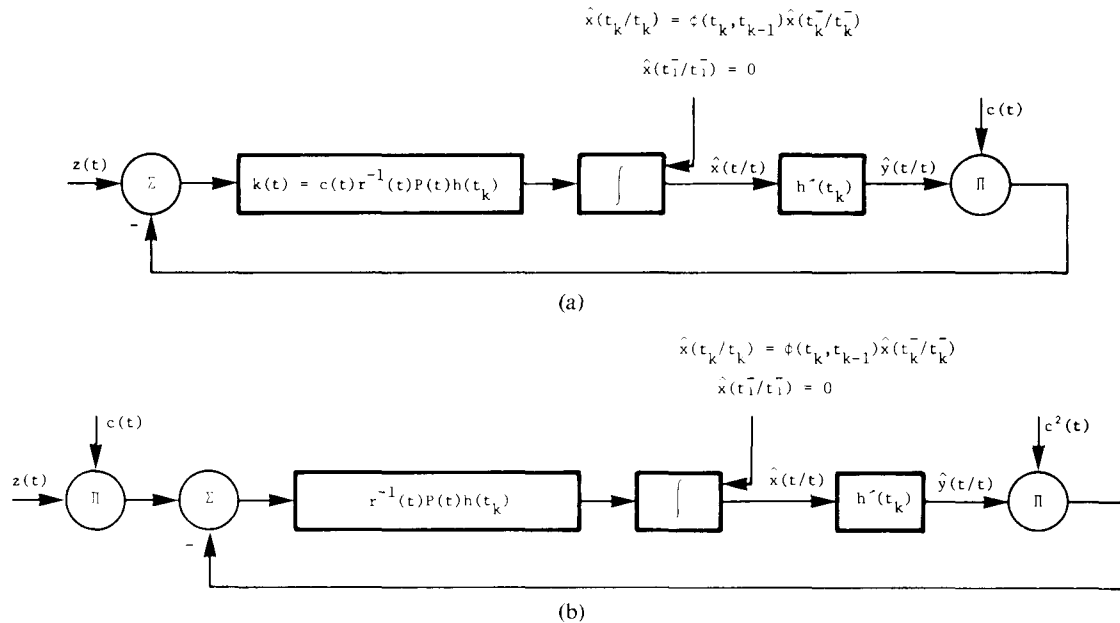 x̂(t_k/t_k) = ϕ(t_k,t_{k-1})x̂(t_k^-/t_k^-)
x̂(t_1^-/t_1^-) = 0
c(t)
z(t)
Σ
k(t) = c(t)r^{-1}(t)P(t)h(t_k)
∫
x̂(t/t)
h´(t_k)
ŷ(t/t)
Π
-
(a)
x̂(t_k/t_k) = ϕ(t_k,t_{k-1})x̂(t_k^-/t_k^-)
x̂(t_1^-/t_1^-) = 0
c(t)
c²(t)
z(t)
Π
Σ
r^{-1}(t)P(t)h(t_k)
∫
x̂(t/t)
h´(t_k)
ŷ(t/t)
Π
-
(b)